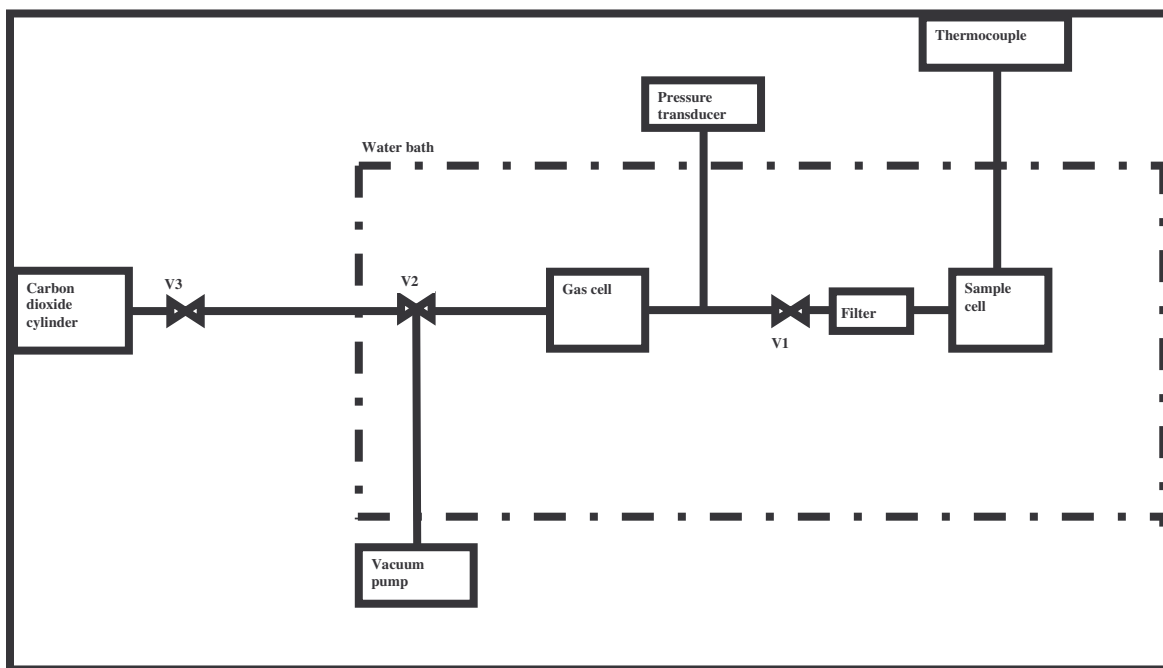 Thermocouple
Pressure
transducer
Water bath
Carbon
dioxide
cylinder
V3
V2
Gas cell
V1
Filter
Sample
cell
Vacuum
pump